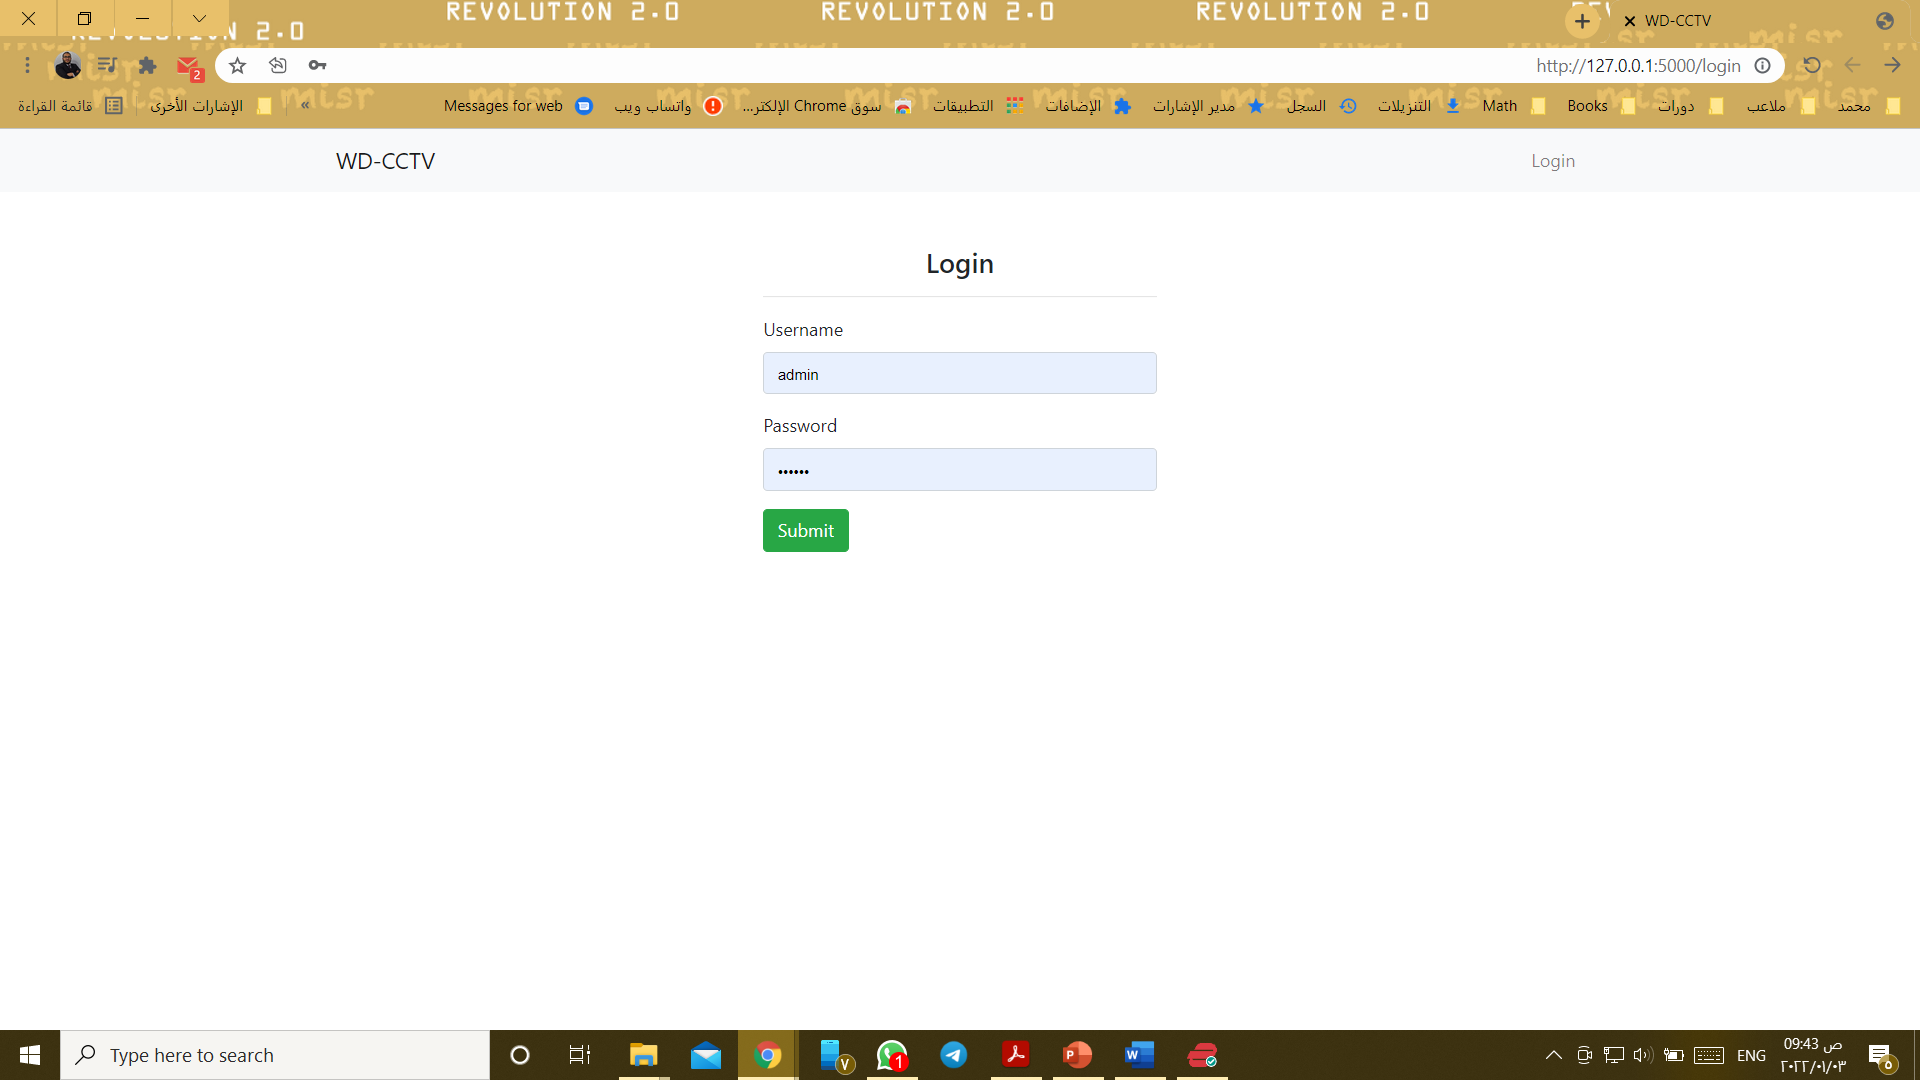 REVOLUTION 2.0 REVOLUTION 2.0 REVOLUTION 2.0
WD-CCTV
2
http://127.0.0.1:5000/login
محمد
ملاعب
دورات
Books
Math
التنزيلات
السجل
مدير الإشارات
الإضافات
التطبيقات
سوق Chrome الإلكتر...
واتساب ويب
Messages for web
»
الإشارات الأخرى
قائمة القراءة
WD-CCTV
Login
Login
Username
admin
Password
••••••
Submit
Type here to search
V
1
ENG
09:43 ص
٢٠٢٢/٠١/٠٣
٥